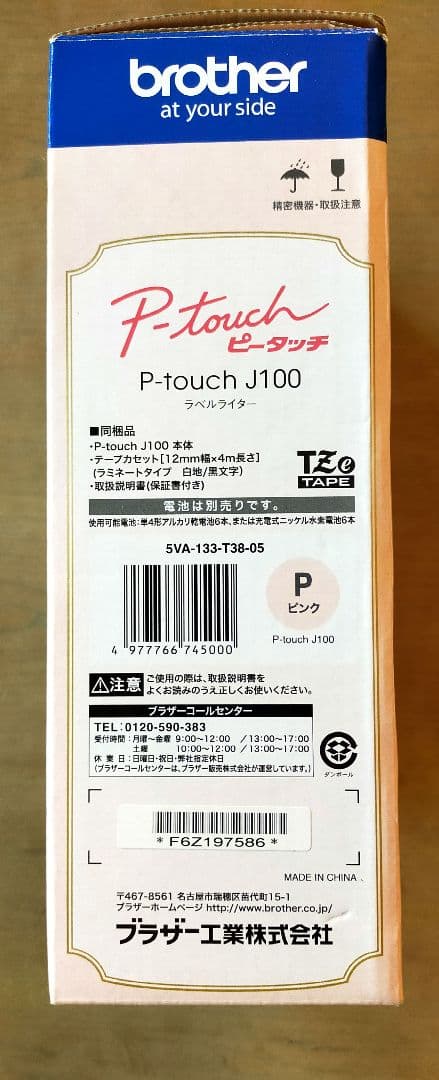 brother
at your side
精密機器・取扱注意
P-touch
ピータッチ
P-touch J100
ラベルライター
■同梱品
・P-touch J100 本体
・テープカセット[12mm幅×4m長さ]
(ラミネートタイプ 白地/黒文字)
・取扱説明書(保証書付き)
TZe
TAPE
電池は別売りです。
使用可能電池:単4形アルカリ乾電池6本、または充電式ニッケル水素電池6本
5VA-133-T38-05
P
ピンク
P-touch J100
4 977766 745000
注意 ご使用の際は、取扱説明書を
よくお読みのうえ正しくお使いください。
ブラザーコールセンター
TEL:0120-590-383
受付時間:月曜〜金曜 9:00〜12:00 /13:00〜17:00
土曜 10:00〜12:00 /13:00〜17:00
休業日:日曜日・祝日・弊社指定休日
(ブラザーコールセンターは、ブラザー販売株式会社が運営しています。)
ダンボール
*F6Z197586*
MADE IN CHINA
〒467-8561 名古屋市瑞穂区苗代町15-1
ブラザーホームページ http://www.brother.co.jp/
ブラザー工業株式会社